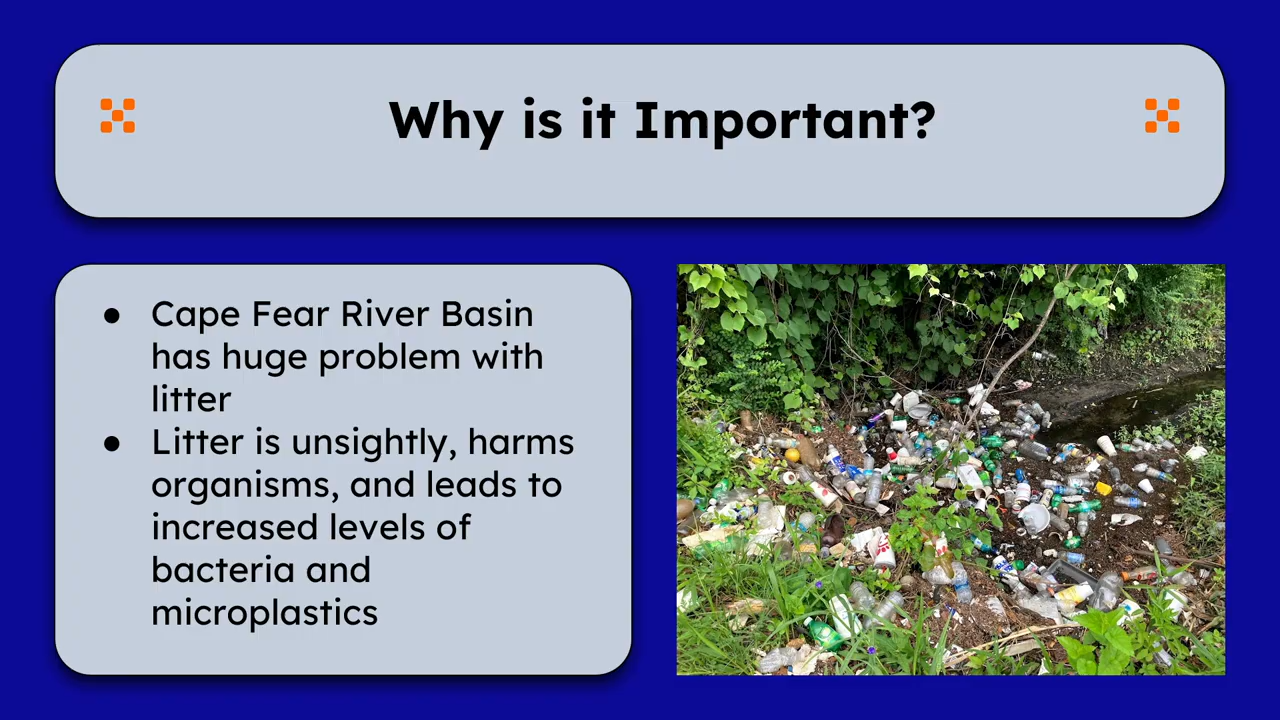 Why is it Important?
● Cape Fear River Basin
has huge problem with
litter
● Litter is unsightly, harms
organisms, and leads to
increased levels of
bacteria and
microplastics